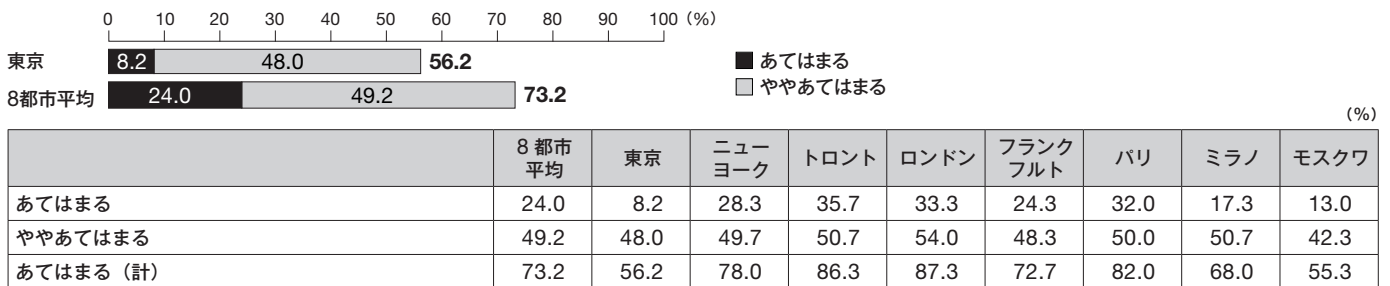 0 10 20 30 40 50 60 70 80 90 100 (%)
東京 8.2 48.0 56.2
8都市平均 24.0 49.2 73.2
あてはまる
ややあてはまる
(%)
8都市平均 東京 ニューヨーク トロント ロンドン フランクフルト パリ ミラノ モスクワ
あてはまる 24.0 8.2 28.3 35.7 33.3 24.3 32.0 17.3 13.0
ややあてはまる 49.2 48.0 49.7 50.7 54.0 48.3 50.0 50.7 42.3
あてはまる（計） 73.2 56.2 78.0 86.3 87.3 72.7 82.0 68.0 55.3